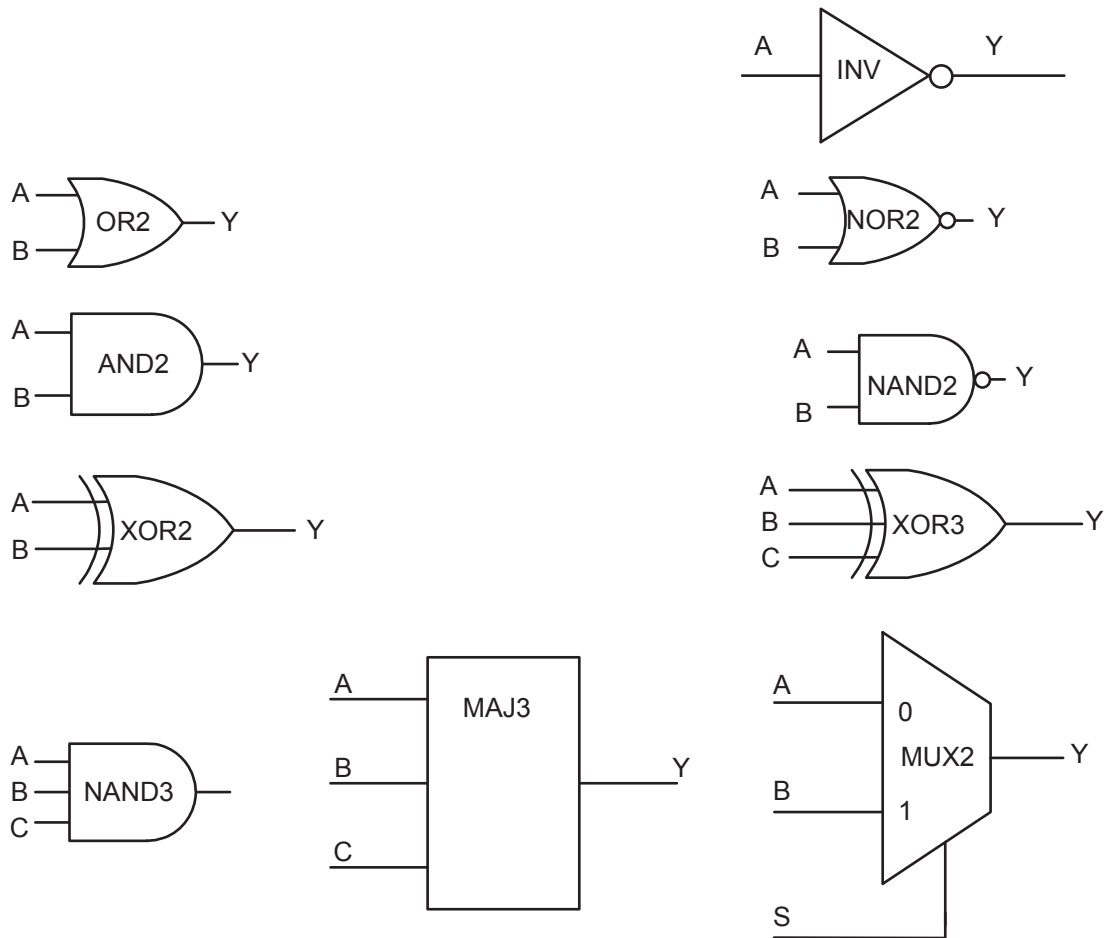 A INV Y
A OR2 Y
B
A NOR2 Y
B
A AND2 Y
B
A NAND2 Y
B
A XOR2 Y
B
A
B XOR3 Y
C
A
B NAND3
C
A MAJ3
B Y
C
A 0
MUX2 Y
B 1
S